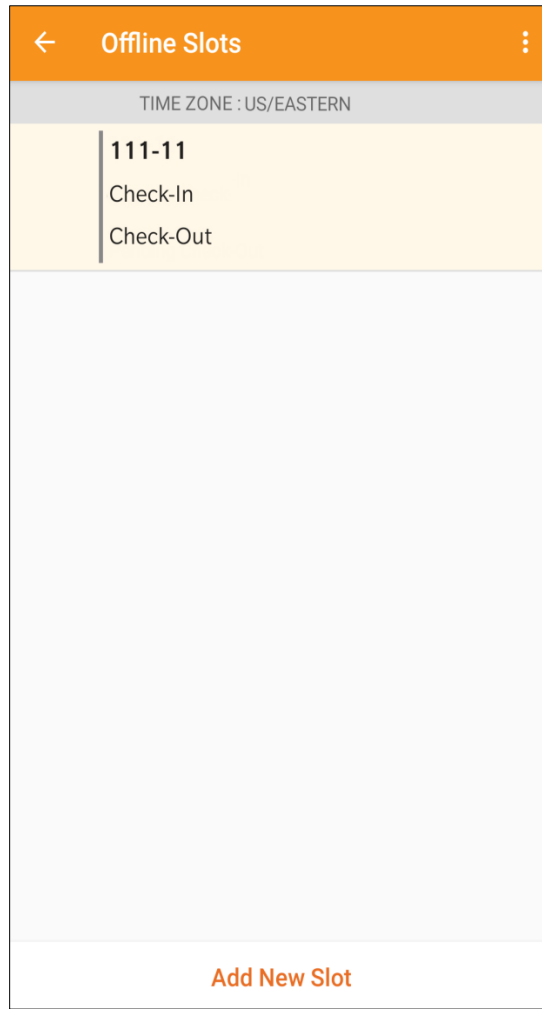 Offline Slots
TIME ZONE : US/EASTERN
111-11
Check-In
Check-Out
Add New Slot